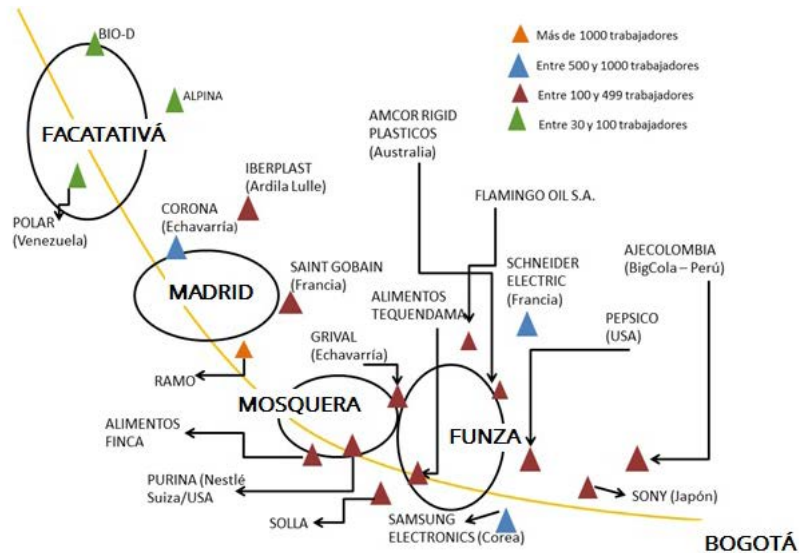 BIO-D
Más de 1000 trabajadores
Entre 500 y 1000 trabajadores
Entre 100 y 499 trabajadores
Entre 30 y 100 trabajadores
ALPINA
AMCOR RIGID
PLASTICOS
(Australia)
FACATATIVÁ
IBERPLAST
(Ardila Lulle)
FLAMINGO OIL S.A.
POLAR
(Venezuela)
CORONA
(Echavarría)
SAINT GOBAIN
(Francia)
SCHNEIDER
ELECTRIC
(Francia)
AJECOLOMBIA
(BigCola – Perú)
MADRID
ALIMENTOS
TEQUENDAMA
PEPSICO
(USA)
GRIVAL
(Echavarría)
RAMO
MOSQUERA
FUNZA
ALIMENTOS
FINCA
PURINA (Nestlé
Suiza/USA
SOLLA
SAMSUNG
ELECTRONICS (Corea)
SONY (Japón)
BOGOTÁ